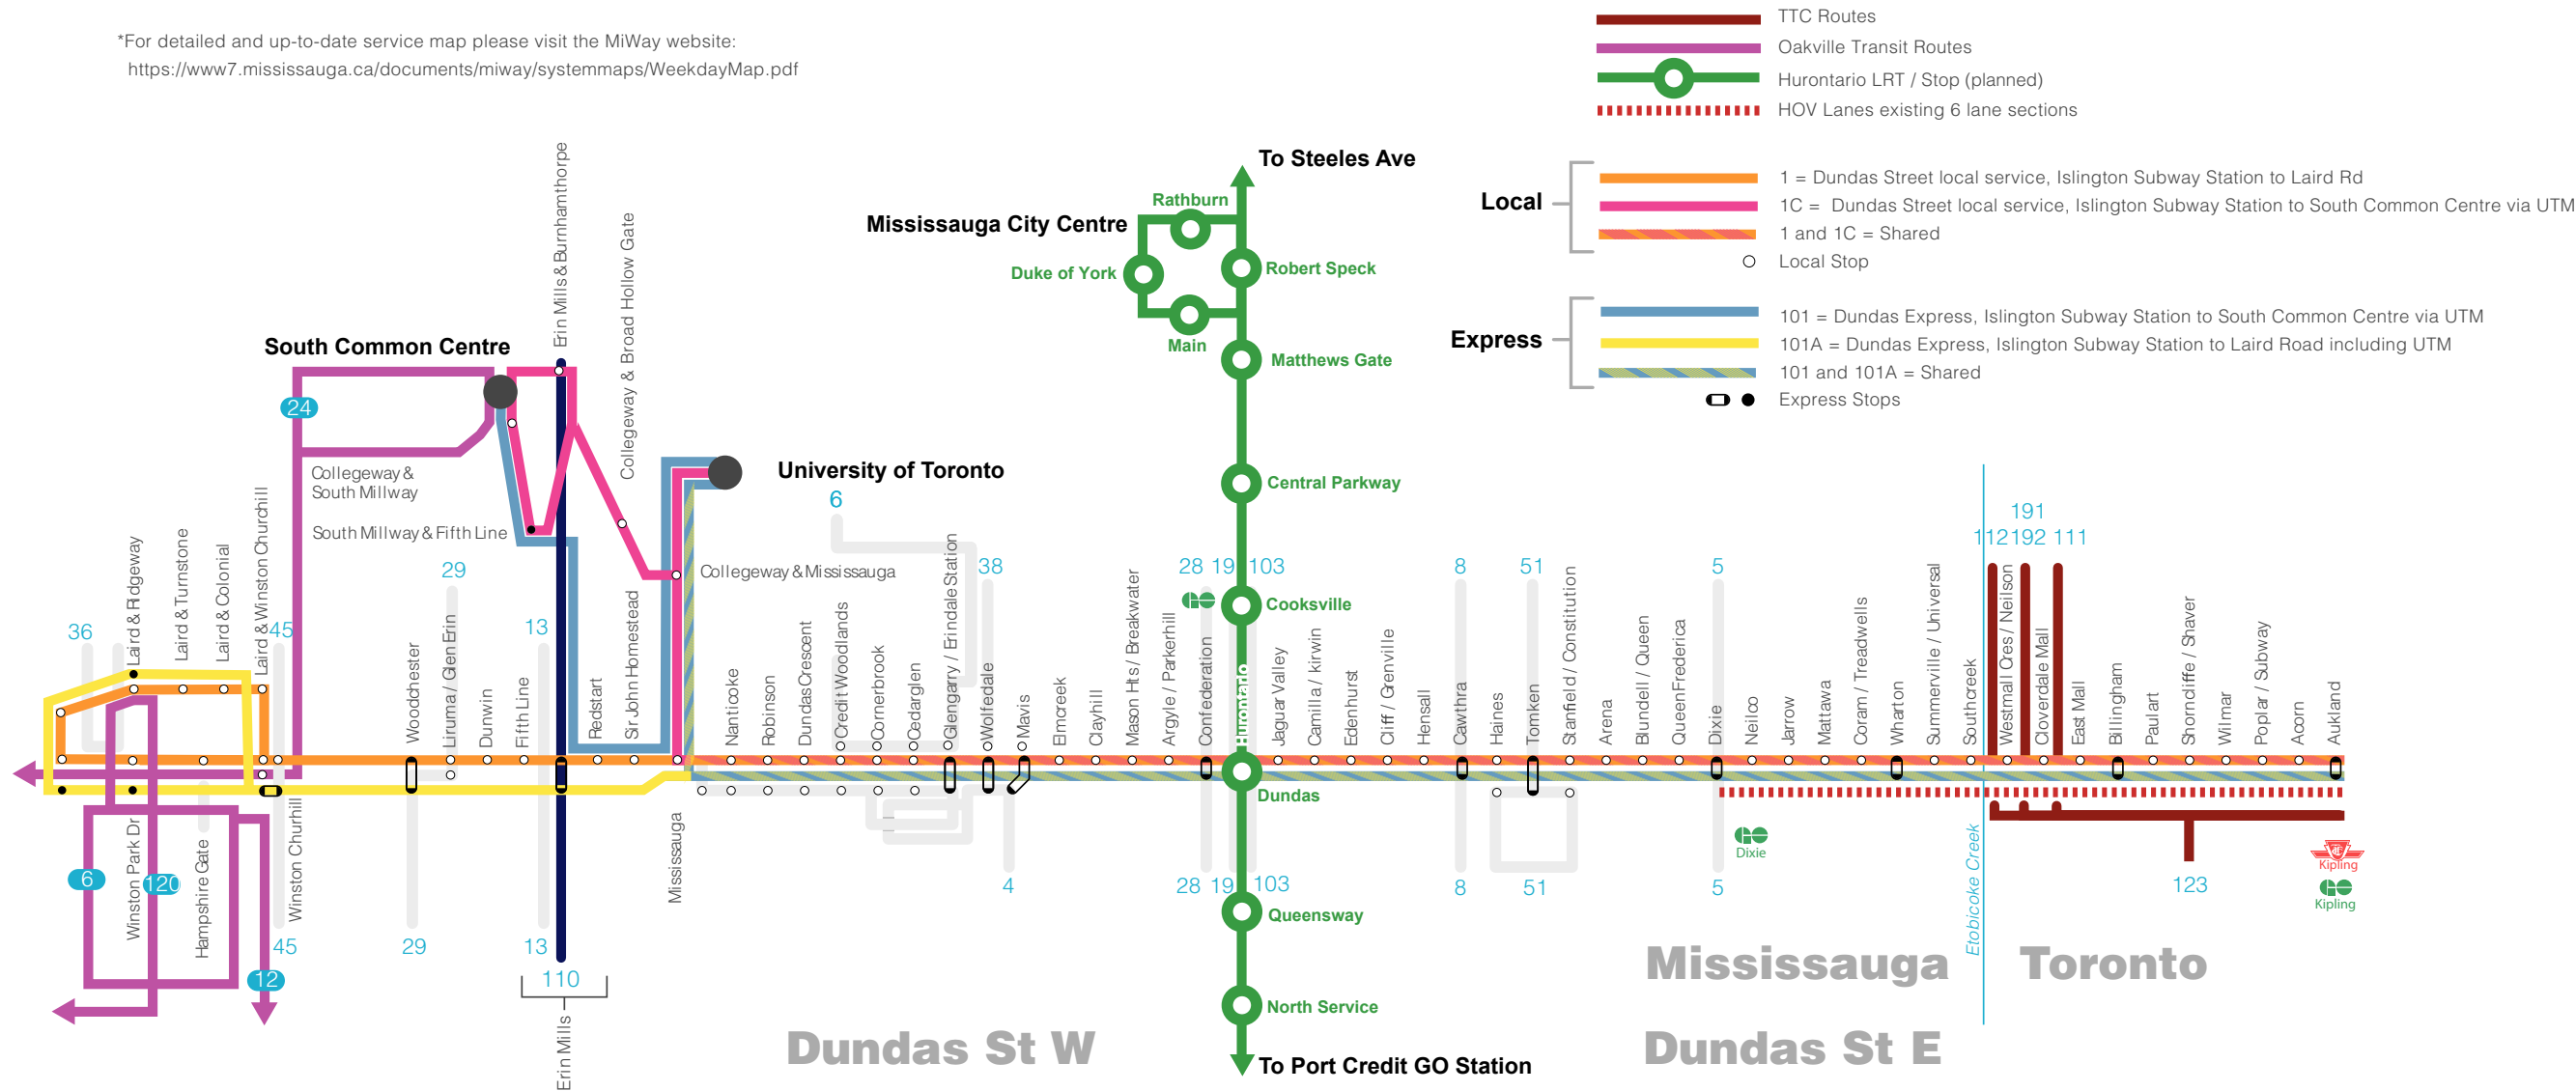 *For detailed and up-to-date service map please visit the MiWay website:
https://www7.mississauga.ca/documents/miway/systemmaps/WeekdayMap.pdf
TTC Routes
Oakville Transit Routes
Hurontario LRT / Stop (planned)
HOV Lanes existing 6 lane sections
Local
1 = Dundas Street local service, Islington Subway Station to Laird Rd
1C = Dundas Street local service, Islington Subway Station to South Common Centre via UTM
1 and 1C = Shared
Local Stop
Express
101 = Dundas Express, Islington Subway Station to South Common Centre via UTM
101A = Dundas Express, Islington Subway Station to Laird Road including UTM
101 and 101A = Shared
Express Stops
To Steeles Ave
Rathburn
Mississauga City Centre
Duke of York
Robert Speck
Main
Matthews Gate
Central Parkway
Cooksville
Hurontario
Dundas
Queensway
North Service
To Port Credit GO Station
South Common Centre
Erin Mills & Burnhamthorpe
Collegeway & Broad Hollow Gate
24
Collegeway &
South Millway
South Millway & Fifth Line
University of Toronto
Collegeway & Mississauga
6
36
Laird & Ridgeway
Laird & Turnstone
Laird & Colonial
Laird & Winston Churchill
45
29
13
38
28
19
103
8
51
5
112
191
192
111
Woodchester
Liruma / Glen Erin
Dunwin
Fifth Line
Redstart
Sir John Homestead
Nanticoke
Robinson
Dundas Crescent
Credit Woodlands
Cornerbrook
Cedarglen
Glengarry / Erindale Station
Wolfedale
Mavis
Elmcreek
Clayhill
Mason Hts / Breakwater
Argyle / Parkerhill
Confederation
Jaguar Valley
Camilla / kirwin
Edenhurst
Cliff / Grenville
Hensall
Cawthra
Haines
Tomken
Stanfield / Constitution
Arena
Bundell / Queen
Queen Frederica
Dixie
Neilco
Jarrow
Mattawa
Coram / Treadwells
Wharton
Summerville / Universal
Southcreek
Westmall Cres / Neilson
Cloverdale Mall
East Mall
Billingham
Paulart
Shorncliffe / Shaver
Wilmar
Poplar / Subway
Acorn
Aukland
6
Winston Park Dr
120
Hampshire Gate
Winston Churhill
45
12
29
13
110
Erin Mills
Mississauga
4
28
19
103
8
51
5
GO
GO
Dixie
Etobicoke Creek
123
Kipling
GO
Kipling
Mississauga
Toronto
Dundas St W
Dundas St E